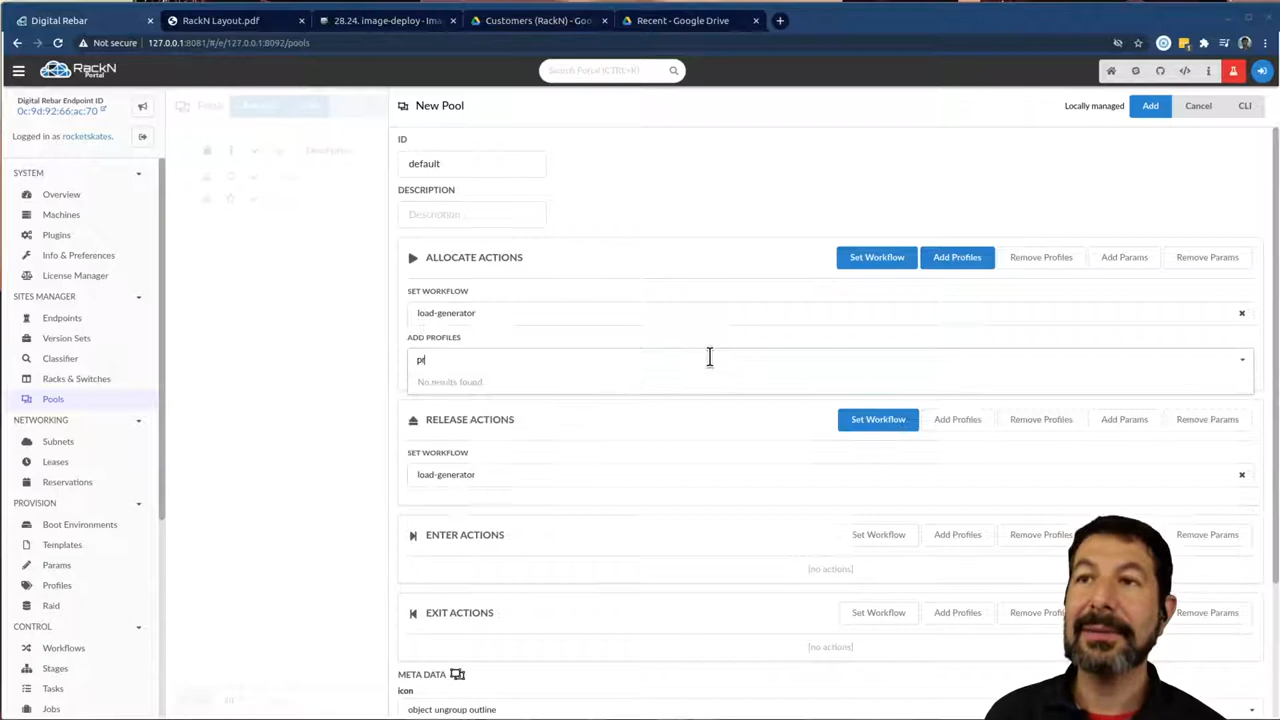 Digital Rebar
RackN Layout.pdf
28.24. image-deploy - Ima
Customers (RackN) - Goo
Recent - Google Drive
Not secure
127.0.0.1:8081/#/e/127.0.0.1:8092/pools
RackN
Portal
Search Portal (CTRL+K)
Digital Rebar Endpoint ID
0c:9d:92:66:ac:70
Logged in as rocketskates.
SYSTEM
Overview
Machines
Plugins
Info & Preferences
License Manager
SITES MANAGER
Endpoints
Version Sets
Classifier
Racks & Switches
Pools
NETWORKING
Subnets
Leases
Reservations
PROVISION
Boot Environments
Templates
Params
Profiles
Raid
CONTROL
Workflows
Stages
Tasks
Jobs
Pools
Description
New Pool
Locally managed
Add
Cancel
CLI
ID
default
DESCRIPTION
Description
ALLOCATE ACTIONS
Set Workflow
Add Profiles
Remove Profiles
Add Params
Remove Params
SET WORKFLOW
load-generator
ADD PROFILES
pr
No results found.
RELEASE ACTIONS
Set Workflow
Add Profiles
Remove Profiles
Add Params
Remove Params
SET WORKFLOW
load-generator
ENTER ACTIONS
Set Workflow
Add Profiles
Remove Profiles
Remove Params
[no actions]
EXIT ACTIONS
Set Workflow
Add Profiles
Remove Profi
Remove Params
[no actions]
META DATA
icon
object ungroup outline